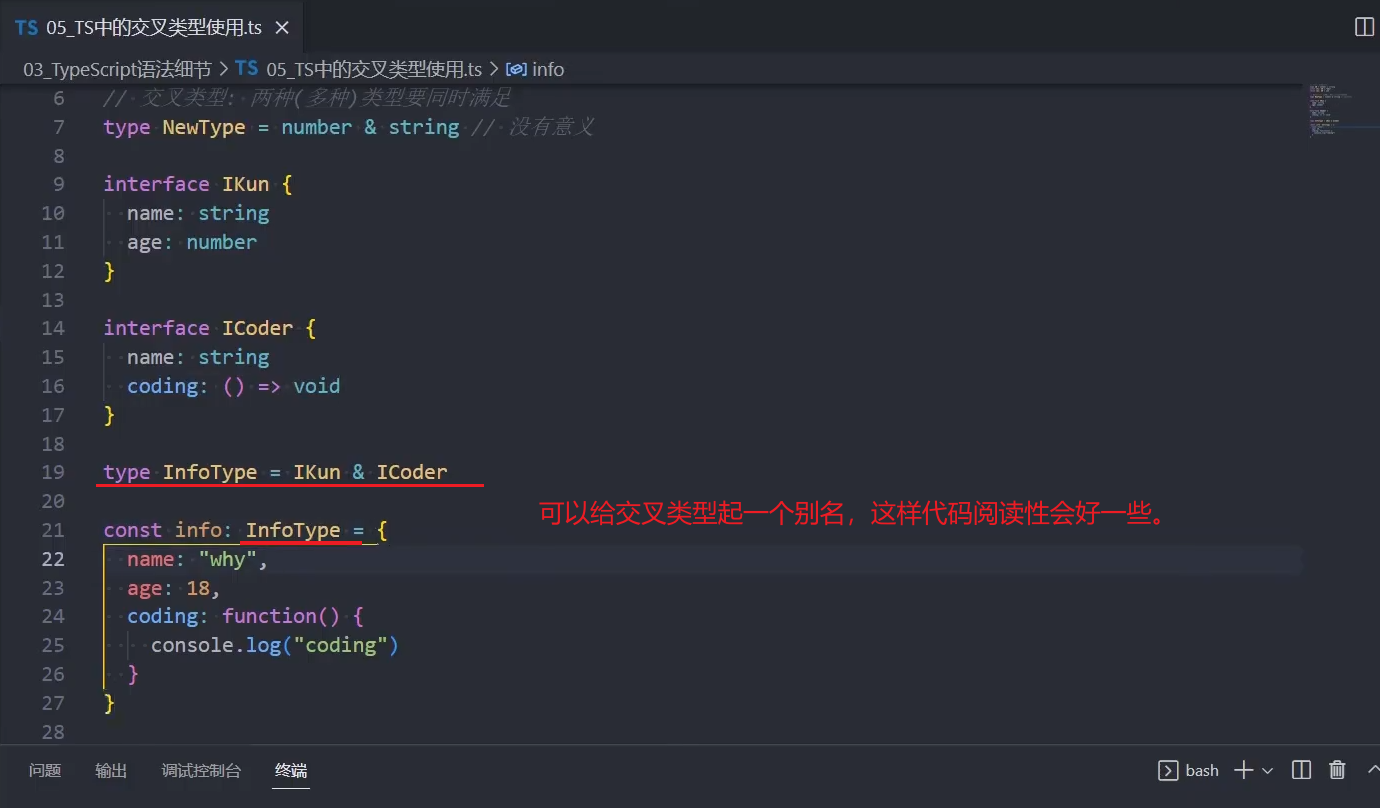 TS 05_TS中的交叉类型使用.ts
03_TypeScript语法细节 > TS 05_TS中的交叉类型使用.ts > info
6 // 交叉类型: 两种(多种)类型要同时满足
7 type NewType = number & string // 没有意义
8
9 interface IKun {
10 name: string
11 age: number
12 }
13
14 interface ICoder {
15 name: string
16 coding: () => void
17 }
18
19 type InfoType = IKun & ICoder
20
可以给交叉类型起一个别名，这样代码阅读性会好一些。
21 const info: InfoType = {
22 name: "why",
23 age: 18,
24 coding: function() {
25 console.log("coding")
26 }
27 }
28
问题 输出 调试控制台 终端 bash